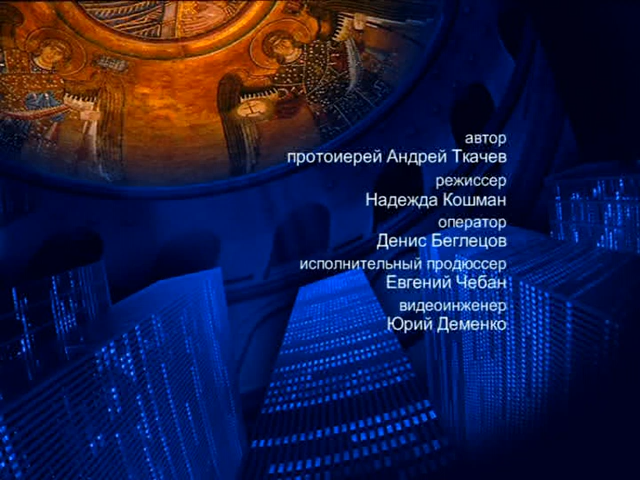 автор
протоиерей Андрей Ткачев
режиссер
Надежда Кошман
оператор
Денис Беглецов
исполнительный продюссер
Евгений Чебан
видеоинженер
Юрий Деменко